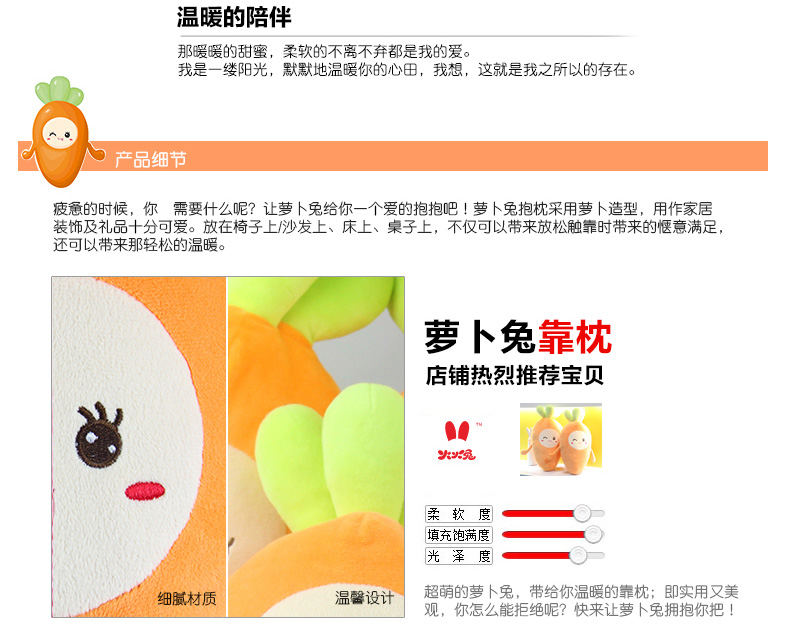 温暖的陪伴
那暖暖的甜蜜，柔软的不离不弃都是我的爱。
我是一缕阳光，默默地温暖你的心田，我想，这就是我之所以的存在。
产品细节
疲惫的时候，你 需要什么呢？让萝卜兔给你一个爱的抱抱吧！萝卜兔抱枕采用萝卜造型，用作家居
装饰及礼品十分可爱。放在椅子上/沙发上、床上、桌子上，不仅可以带来放松触靠时带来的惬意满足，
还可以带来那轻松的温暖。
细腻材质
温馨设计
萝卜兔靠枕
店铺热烈推荐宝贝
TM
火火兔
柔 软 度
填充饱满度
光 泽 度
超萌的萝卜兔，带给你温暖的靠枕；即实用又美
观，你怎么能拒绝呢？快来让萝卜兔拥抱你把！